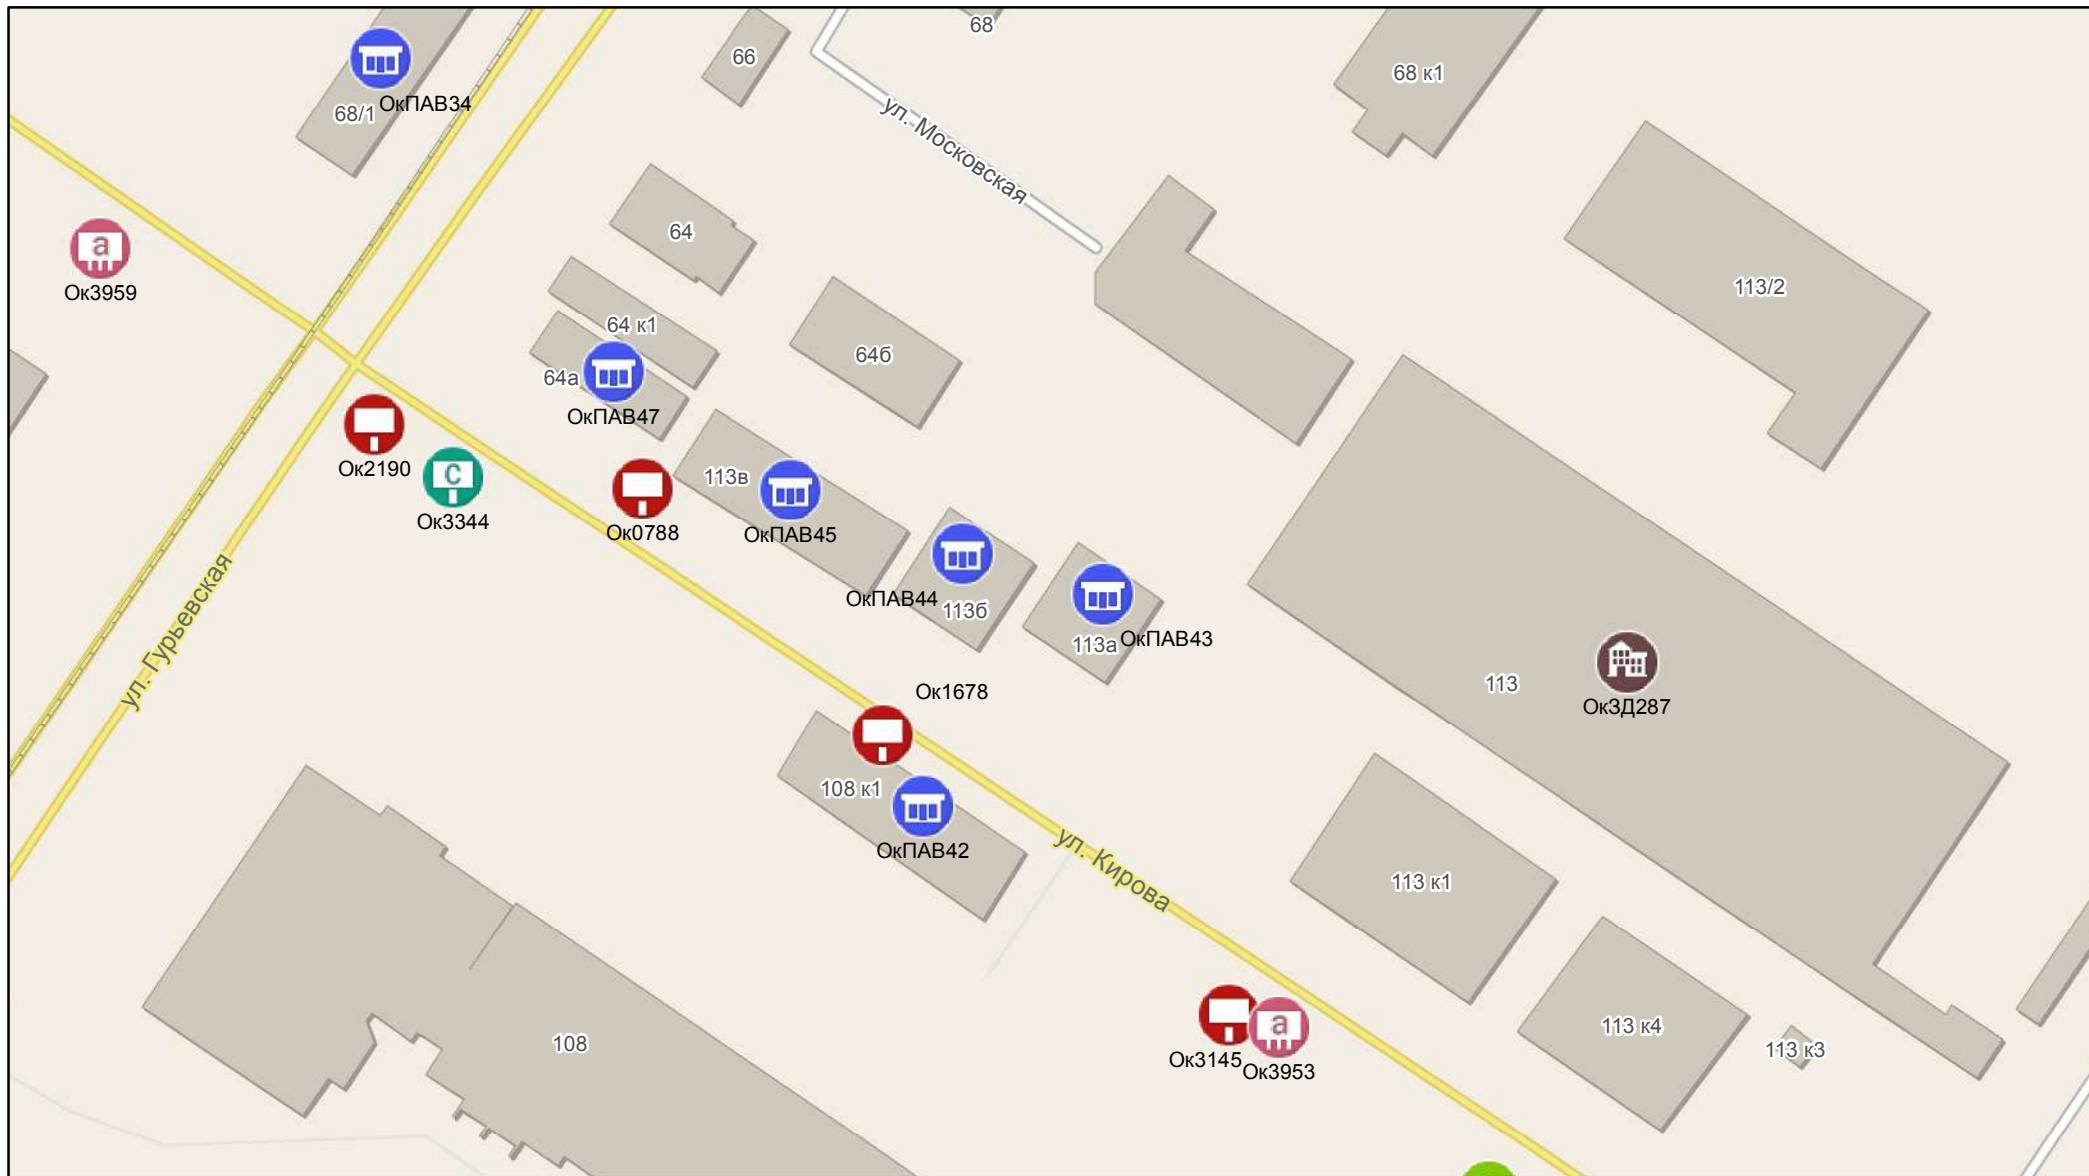 68
66
68 к1
ОкПАВ34
68/1
ул. Московская
64
а
Ок3959
113/2
64 к1
64б
64а
ОкПАВ47
Ок2190
С
Ок3344
113в
Ок0788
ОкПАВ45
ОкПАВ44
113б
113а
ОкПАВ43
ул. Гурьевская
Ок1678
113
ОкЗД287
108 к1
ОкПАВ42
ул. Кирова
113 к1
108
а
Ок3145
Ок3953
113 к4
113 к3